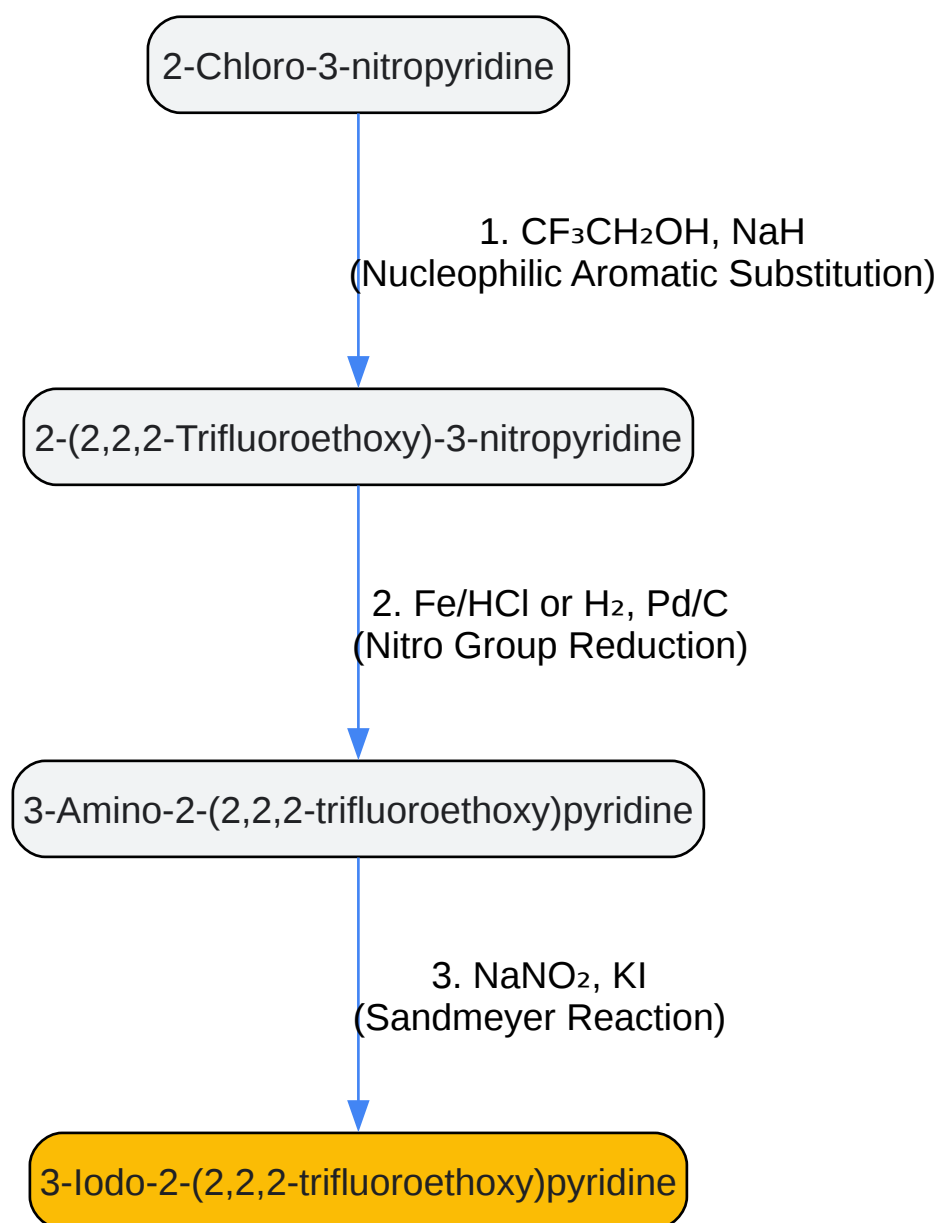 2-Chloro-3-nitropyridine
1. CF₃CH₂OH, NaH
(Nucleophilic Aromatic Substitution)
2-(2,2,2-Trifluoroethoxy)-3-nitropyridine
2. Fe/HCl or H₂, Pd/C
(Nitro Group Reduction)
3-Amino-2-(2,2,2-trifluoroethoxy)pyridine
3. NaNO₂, KI
(Sandmeyer Reaction)
3-Iodo-2-(2,2,2-trifluoroethoxy)pyridine